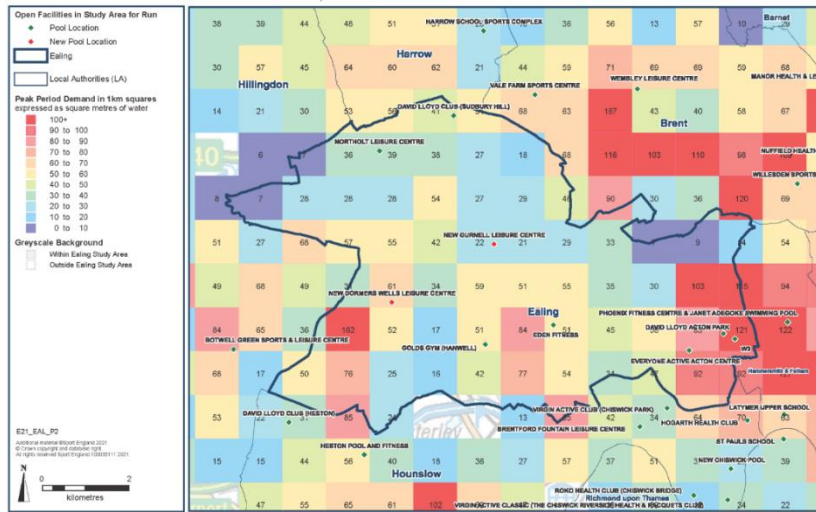 Open Facilities in Study Area for Run
Pool Location
New Pool Location
Ealing
Local Authorities (LA)
Peak Period Demand in 1km squares
expressed as square metres of water
100+
90 to 100
80 to 90
70 to 80
60 to 70
50 to 60
40 to 50
30 to 40
20 to 30
10 to 20
0 to 10
Greyscale Background
Within Ealing Study Area
Outside Ealing Study Area
E21_EAL_P2
N
0 2
kilometres
38 39 44 48 51 36 56 13 57 10 29
HARROW SCHOOL SPORTS COMPLEX
Barnet
Harrow
30 57 45 64 60 62 21 44 59 71 69 69 59 68
Hillingdon
WEMBLEY LEISURE CENTRE
MANOR HEALTH & LE
VALE FARM SPORTS CENTRE
14 21 30 53 68 63 107 43 40 58 67
DAVID LLOYD CLUB (SUDBURY HILL)
Brent
NORTHOLT LEISURE CENTRE
6 39 38 27 18 68 116 103 110 98
NUFFIELD HEALTH
WILLESDEN SPORTS
8 7 28 28 28 54 27 29 90 30 36 120 69
51 27 68 57 55 42 22 21 29 33 9 54
NEW GURNELL LEISURE CENTRE
49 68 49 61 34 59 51 55 35 30 103 94
NEW DORMERS WELLS LEISURE CENTRE
PHOENIX FITNESS CENTRE & JANET ADEGOKE SWIMMING POOL
Ealing
84 65 36 162 52 17 51 84 51 45 121 122
EDEN FITNESS
DAVID LLOYD ACTON PARK
BOTWELL GREEN SPORTS & LEISURE CENTRE
GOLDS GYM (HANWELL)
EVERYONE ACTIVE ACTON CENTRE
68 17 50 76 25 16 42 77 54 34 47 92
Hammersmith & Fulham
53 22 85 13 42 34 64 70
DAVID LLOYD CLUB (HESTON)
VIRGIN ACTIVE CLUB (CHISWICK PARK)
LATYMER UPPER SCHOOL
BRENTFORD FOUNTAIN LEISURE CENTRE
HOGARTH HEALTH CLUB
ST PAULS SCHOOL
HESTON POOL AND FITNESS
15 15 44 56 40 18 36 27 37 51 39
Hounslow
NEW CHISWICK POOL
ROKO HEALTH CLUB (CHISWICK BRIDGE)
Richmond upon Thames
47 55 65 61 102 22
VIRGIN ACTIVE CLASSIC (THE CHISWICK RIVERSIDE HEALTH & RACQUETS CLUB)